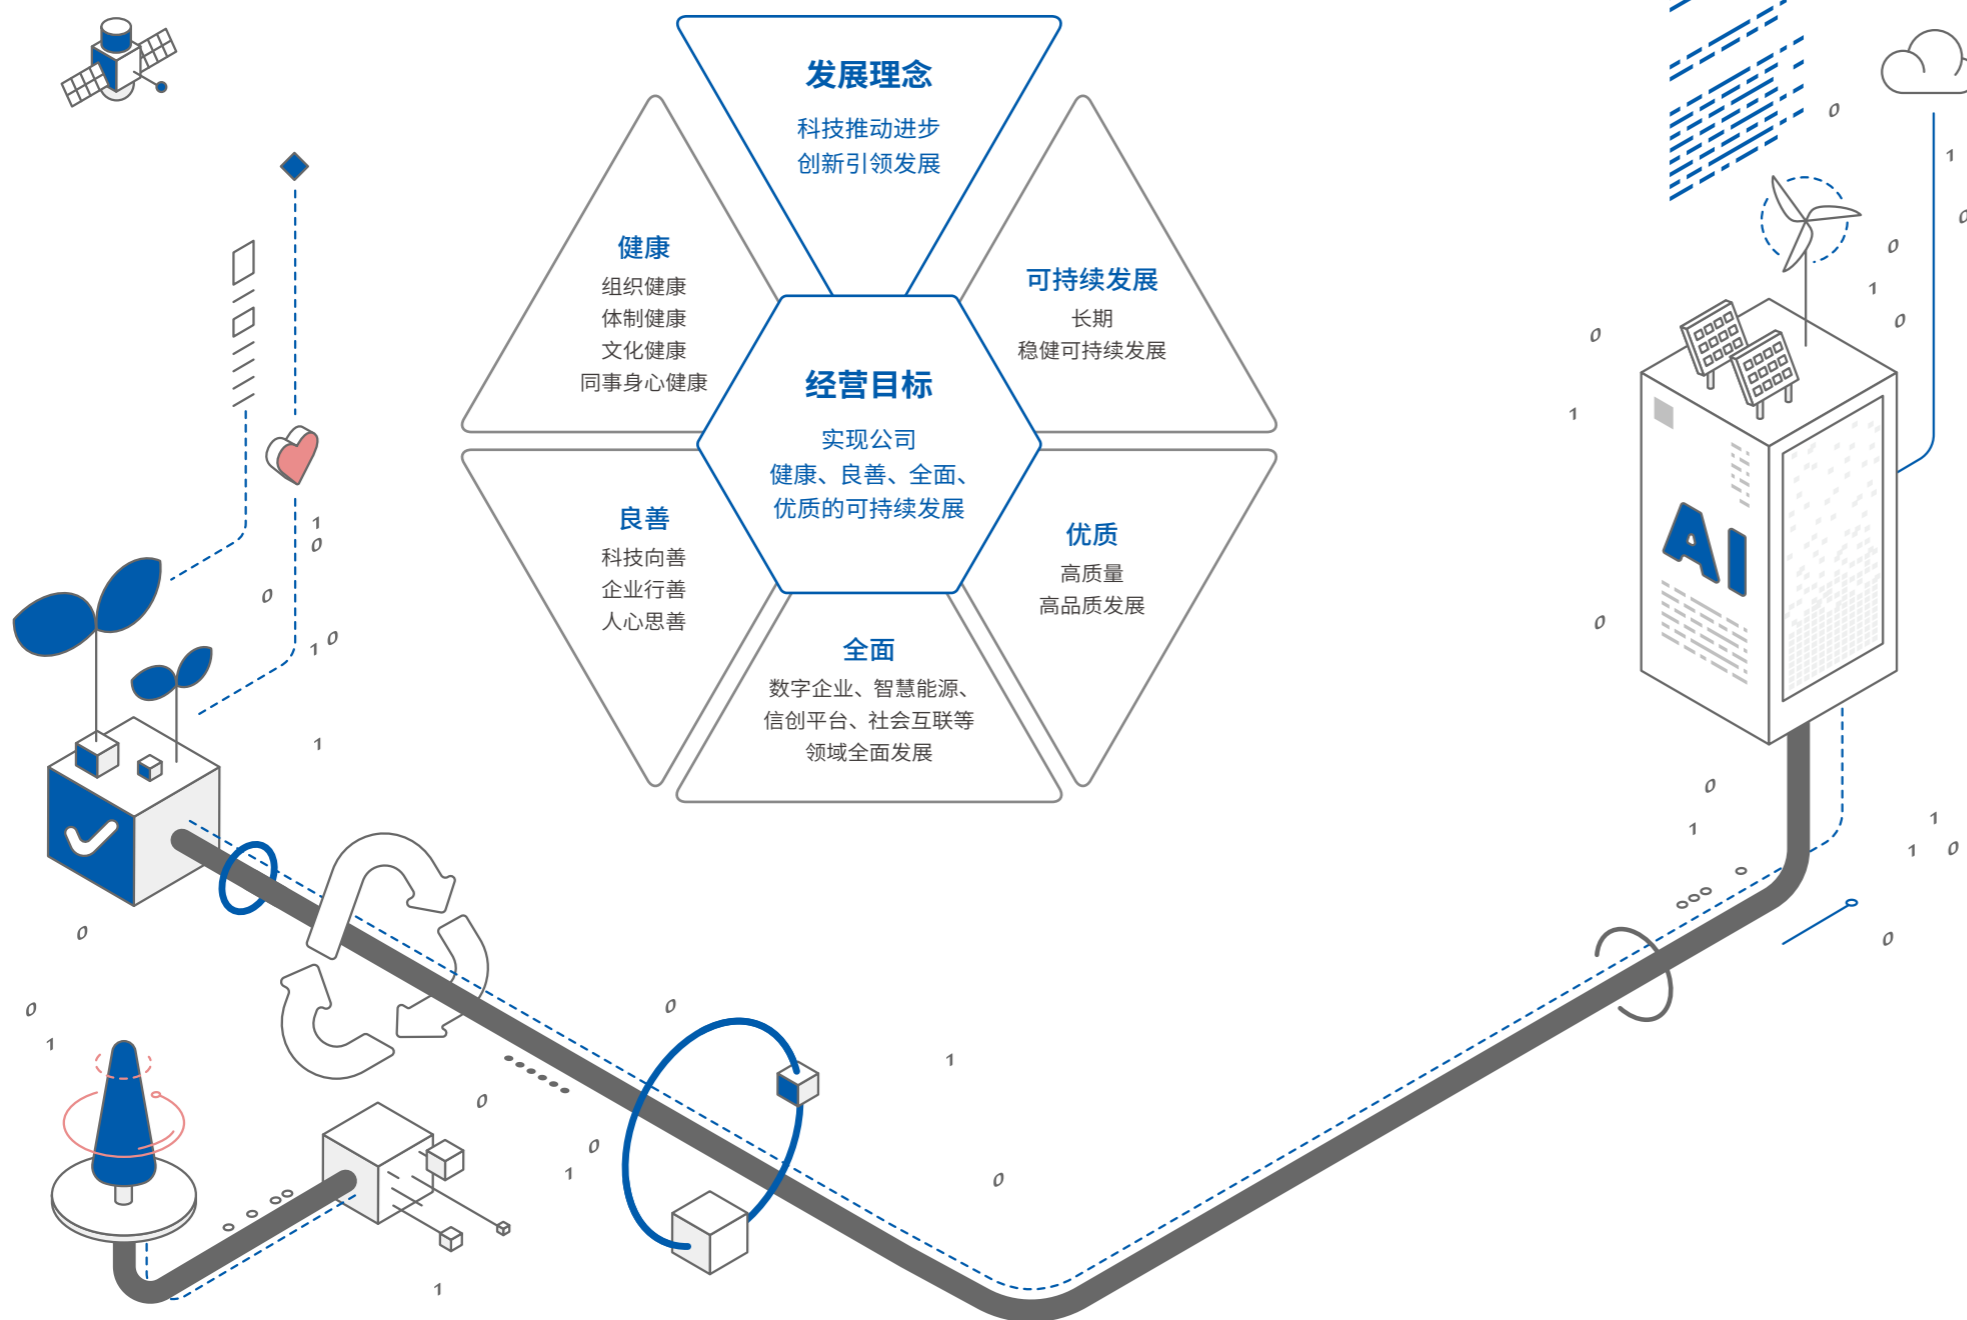 发展理念
科技推动进步
创新引领发展
健康
组织健康
体制健康
文化健康
同事身心健康
可持续发展
长期
稳健可持续发展
经营目标
实现公司
健康、良善、全面、
优质的可持续发展
良善
科技向善
企业行善
人心思善
优质
高质量
高品质发展
全面
数字企业、智慧能源、
信创平台、社会互联等
领域全面发展
AI